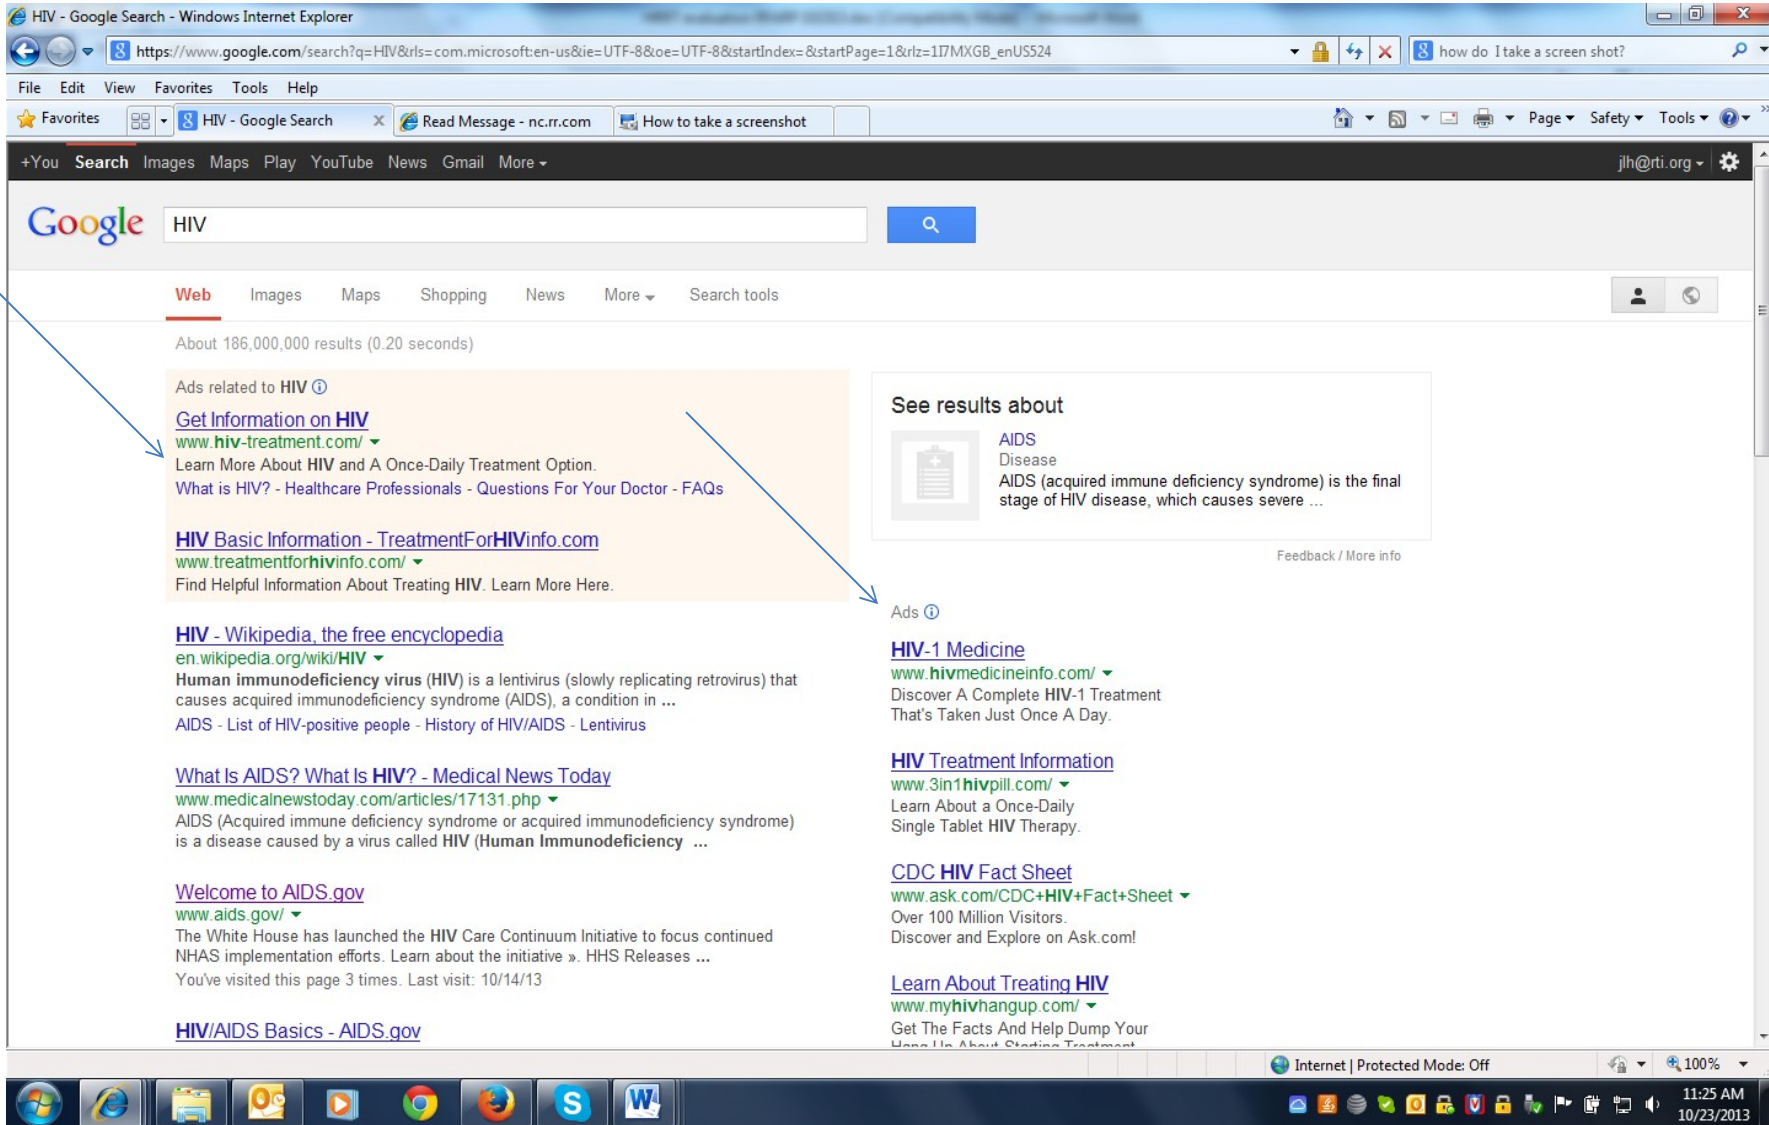 HIV - Google Search - Windows Internet Explorer
https://www.google.com/search?q=HIV&rls=com.microsoft:en-us&ie=UTF-8&oe=UTF-8&startIndex=&startPage=1&rlz=1I7MXGB_enUS524
how do I take a screen shot?
File Edit View Favorites Tools Help
Favorites HIV - Google Search Read Message - nc.rr.com How to take a screenshot Page Safety Tools
+You Search Images Maps Play YouTube News Gmail More jlh@rti.org
Google HIV
Web Images Maps Shopping News More Search tools
About 186,000,000 results (0.20 seconds)
Ads related to HIV
Get Information on HIV
www.hiv-treatment.com/
Learn More About HIV and A Once-Daily Treatment Option.
What is HIV? - Healthcare Professionals - Questions For Your Doctor - FAQs
HIV Basic Information - TreatmentForHIVinfo.com
www.treatmentforhivinfo.com/
Find Helpful Information About Treating HIV. Learn More Here.
HIV - Wikipedia, the free encyclopedia
en.wikipedia.org/wiki/HIV
Human immunodeficiency virus (HIV) is a lentivirus (slowly replicating retrovirus) that
causes acquired immunodeficiency syndrome (AIDS), a condition in ...
AIDS - List of HIV-positive people - History of HIV/AIDS - Lentivirus
What Is AIDS? What Is HIV? - Medical News Today
www.medicalnewstoday.com/articles/17131.php
AIDS (Acquired immune deficiency syndrome or acquired immunodeficiency syndrome)
is a disease caused by a virus called HIV (Human Immunodeficiency ...
Welcome to AIDS.gov
www.aids.gov/
The White House has launched the HIV Care Continuum Initiative to focus continued
NHAS implementation efforts. Learn about the initiative ». HHS Releases ...
You've visited this page 3 times. Last visit: 10/14/13
HIV/AIDS Basics - AIDS.gov
See results about
AIDS
Disease
AIDS (acquired immune deficiency syndrome) is the final
stage of HIV disease, which causes severe ...
Feedback / More info
Ads
HIV-1 Medicine
www.hivmedicineinfo.com/
Discover A Complete HIV-1 Treatment
That's Taken Just Once A Day.
HIV Treatment Information
www.3in1hivpill.com/
Learn About a Once-Daily
Single Tablet HIV Therapy.
CDC HIV Fact Sheet
www.ask.com/CDC+HIV+Fact+Sheet
Over 100 Million Visitors.
Discover and Explore on Ask.com!
Learn About Treating HIV
www.myhivhangup.com/
Get The Facts And Help Dump Your
Hang Up About Starting Treatment
Internet | Protected Mode: Off 100%
11:25 AM
10/23/2013